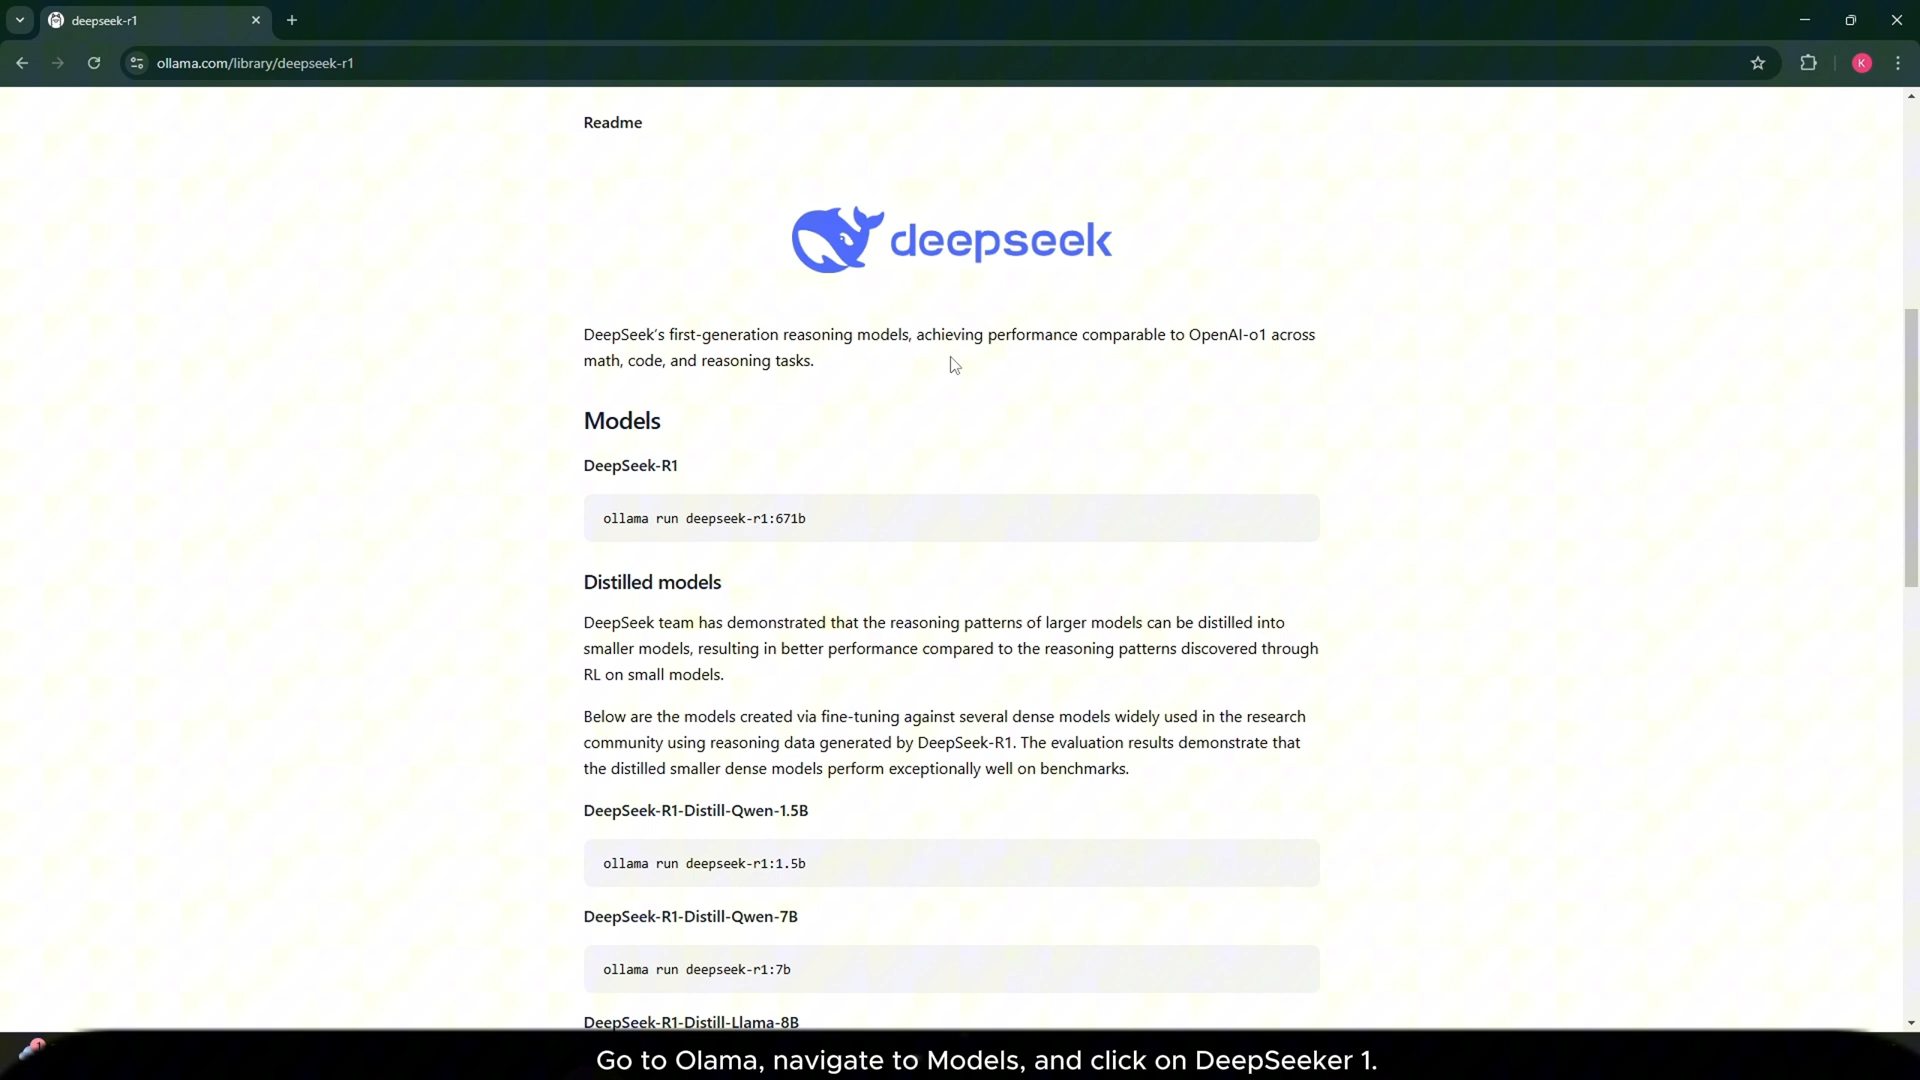 deepseek-r1
ollama.com/library/deepseek-r1
K
Readme
deepseek
DeepSeek's first-generation reasoning models, achieving performance comparable to OpenAI-o1 across
math, code, and reasoning tasks.
Models
DeepSeek-R1
ollama run deepseek-r1:671b
Distilled models
DeepSeek team has demonstrated that the reasoning patterns of larger models can be distilled into
smaller models, resulting in better performance compared to the reasoning patterns discovered through
RL on small models.
Below are the models created via fine-tuning against several dense models widely used in the research
community using reasoning data generated by DeepSeek-R1. The evaluation results demonstrate that
the distilled smaller dense models perform exceptionally well on benchmarks.
DeepSeek-R1-Distill-Qwen-1.5B
ollama run deepseek-r1:1.5b
DeepSeek-R1-Distill-Qwen-7B
ollama run deepseek-r1:7b
DeepSeek-R1-Distill-Llama-8B
1
Go to Olama, navigate to Models, and click on DeepSeeker 1.